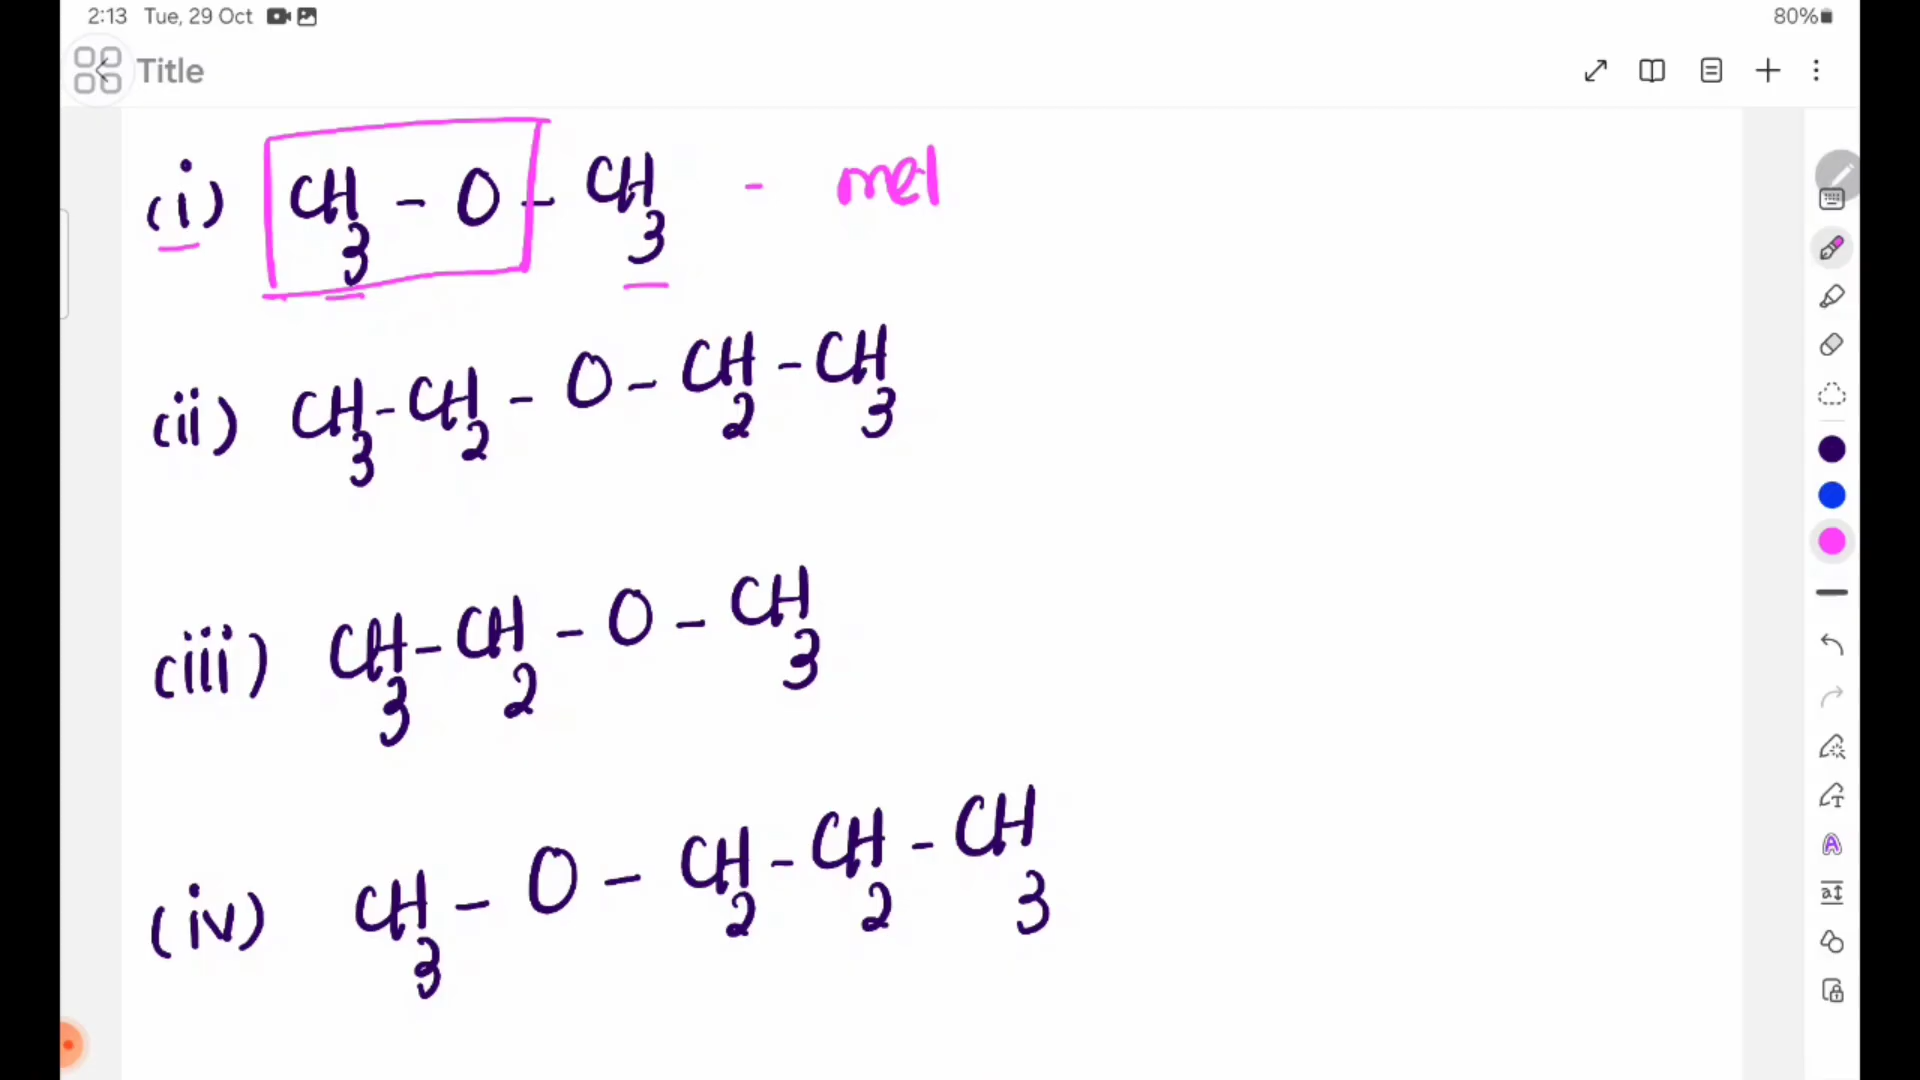 2:13 Tue, 29 Oct 80%
Title
(i) CH₃ - O - CH₃ - met
(ii) CH₃-CH₂ - O - CH₂ - CH₃
(iii) CH₃-CH₂ - O - CH₃
(iv) CH₃ - O - CH₂ - CH₂ - CH₃